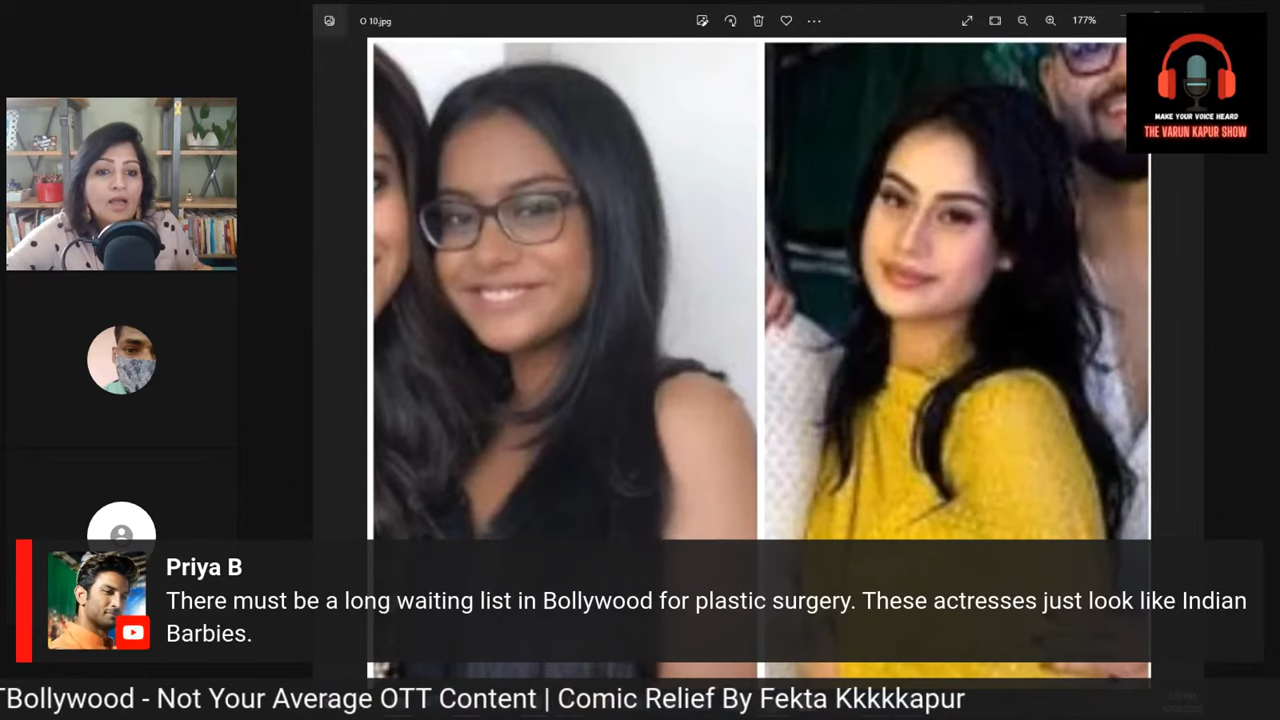 O 10.jpg
177%
MAKE YOUR VOICE HEARD
THE VARUN KAPUR SHOW
Priya B
There must be a long waiting list in Bollywood for plastic surgery. These actresses just look like Indian
Barbies.
TBollywood - Not Your Average OTT Content | Comic Relief By Fekta Kkkkkapur